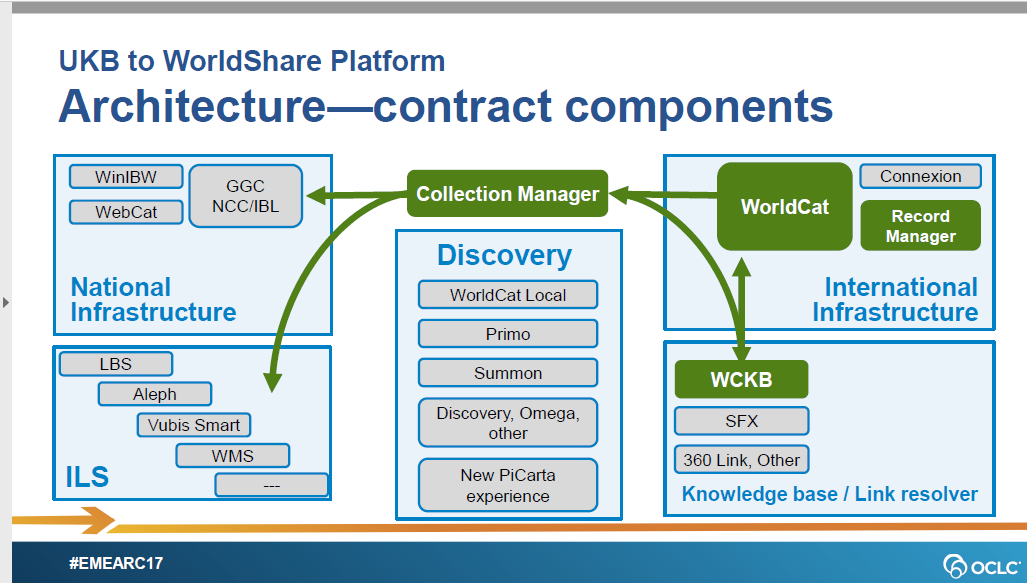 UKB to WorldShare Platform
Architecture—contract components
WinIBW
WebCat
GGC
NCC/IBL
National
Infrastructure
Collection Manager
WorldCat
Connexion
Record
Manager
International
Infrastructure
LBS
Aleph
Vubis Smart
WMS
---
ILS
Discovery
WorldCat Local
Primo
Summon
Discovery, Omega,
other
New PiCarta
experience
WCKB
SFX
360 Link, Other
Knowledge base / Link resolver
#EMEARC17
OCLC